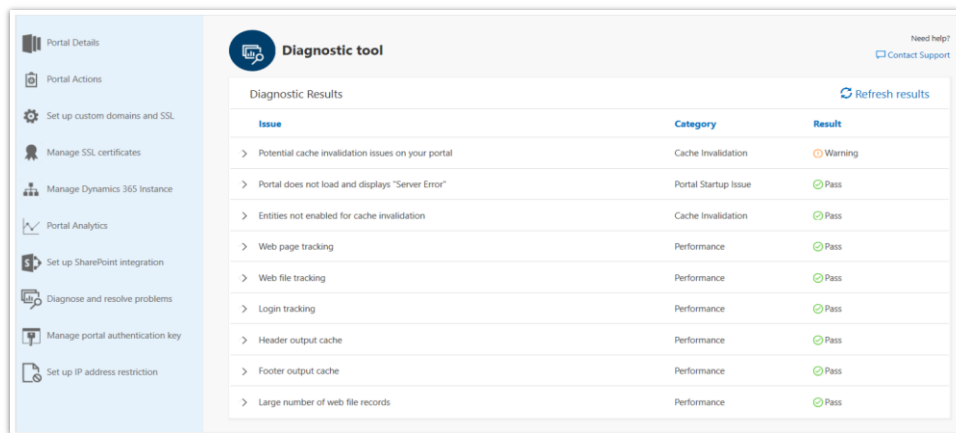 Portal Details
Portal Actions
Set up custom domains and SSL
Manage SSL certificates
Manage Dynamics 365 Instance
Portal Analytics
Set up SharePoint integration
Diagnose and resolve problems
Manage portal authentication key
Set up IP address restriction
Diagnostic tool
Need help?
Contact Support
Diagnostic Results Refresh results
Issue Category Result
Potential cache invalidation issues on your portal Cache Invalidation Warning
Portal does not load and displays "Server Error" Portal Startup Issue Pass
Entities not enabled for cache invalidation Cache Invalidation Pass
Web page tracking Performance Pass
Web file tracking Performance Pass
Login tracking Performance Pass
Header output cache Performance Pass
Footer output cache Performance Pass
Large number of web file records Performance Pass